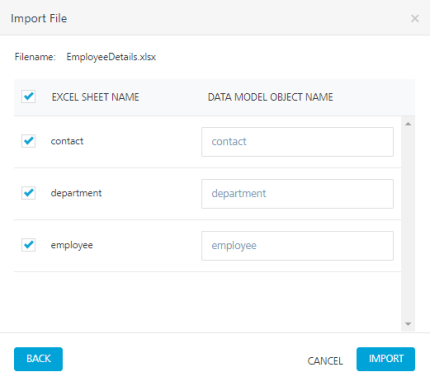 Import File
Filename: EmployeeDetails.xlsx
EXCEL SHEET NAME DATA MODEL OBJECT NAME
contact contact
department department
employee employee
BACK CANCEL IMPORT